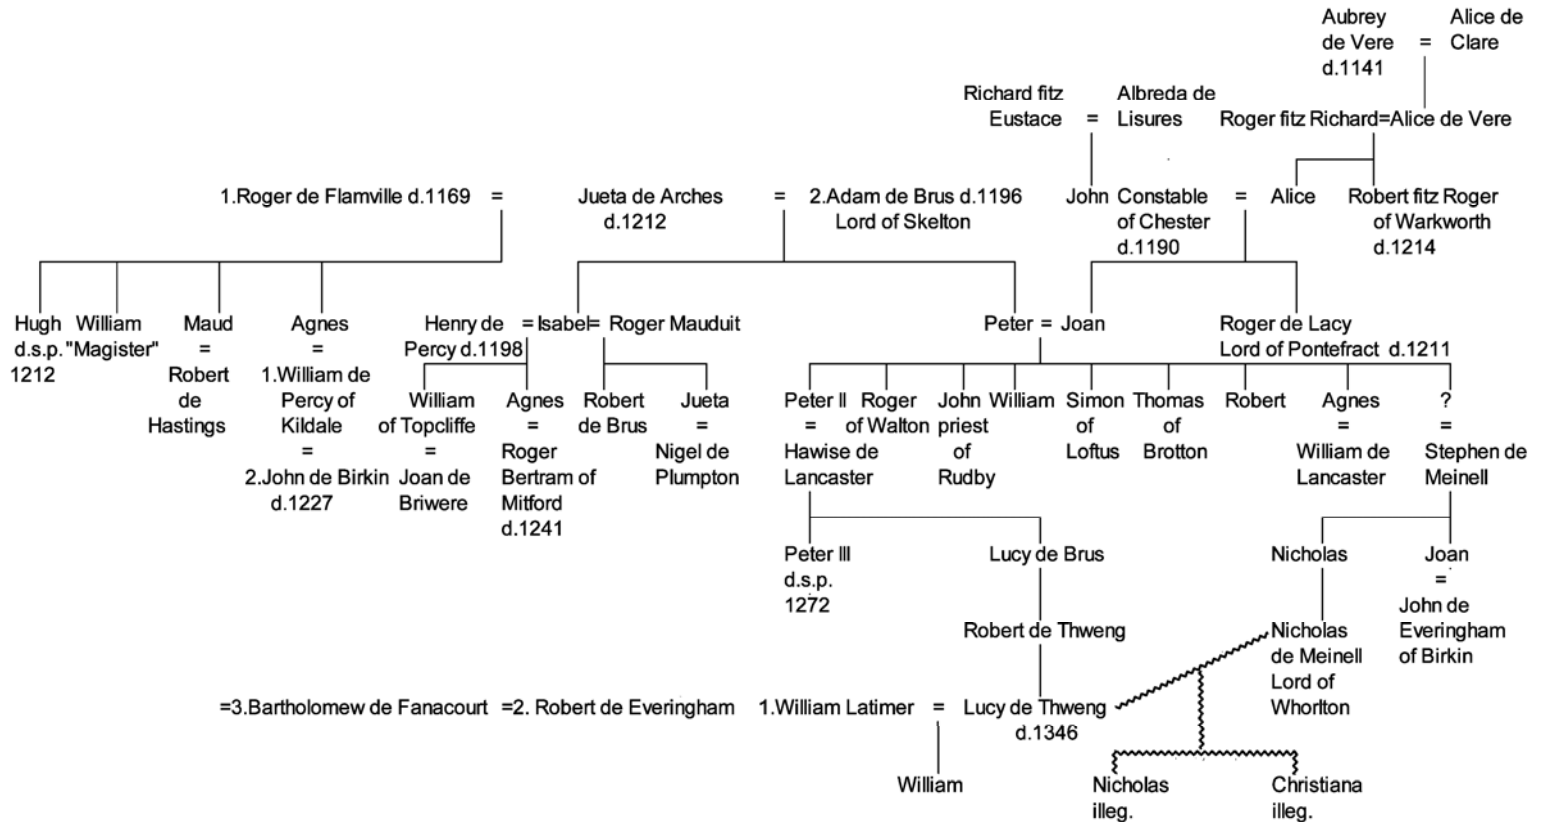 Aubrey de Vere d.1141 = Alice de Clare
Richard fitz Eustace = Albreda de Lisures
Roger fitz Richard=Alice de Vere
1.Roger de Flamville d.1169 = Jueta de Arches d.1212 = 2.Adam de Brus d.1196 Lord of Skelton
John Constable of Chester d.1190 = Alice
Robert fitz Roger of Warkworth d.1214
Hugh d.s.p. 1212
William "Magister"
Maud = Robert de Hastings
Agnes = 1.William de Percy of Kildale = 2.John de Birkin d.1227
Henry de Percy d.1198 =Isabel= Roger Mauduit
Peter = Joan
Roger de Lacy Lord of Pontefract d.1211
William of Topcliffe = Joan de Briwere
Agnes = Roger Bertram of Mitford d.1241
Robert de Brus
Jueta = Nigel de Plumpton
Peter II = Hawise de Lancaster
Roger of Walton
John priest of Rudby
William
Simon of Loftus
Thomas of Brotton
Robert
Agnes = William de Lancaster
? = Stephen de Meinell
Peter III d.s.p. 1272
Lucy de Brus
Nicholas
Joan = John de Everingham of Birkin
Robert de Thweng
Nicholas de Meinell Lord of Whorlton
=3.Bartholomew de Fanacourt =2. Robert de Everingham 1.William Latimer = Lucy de Thweng d.1346
William
Nicholas illeg.
Christiana illeg.